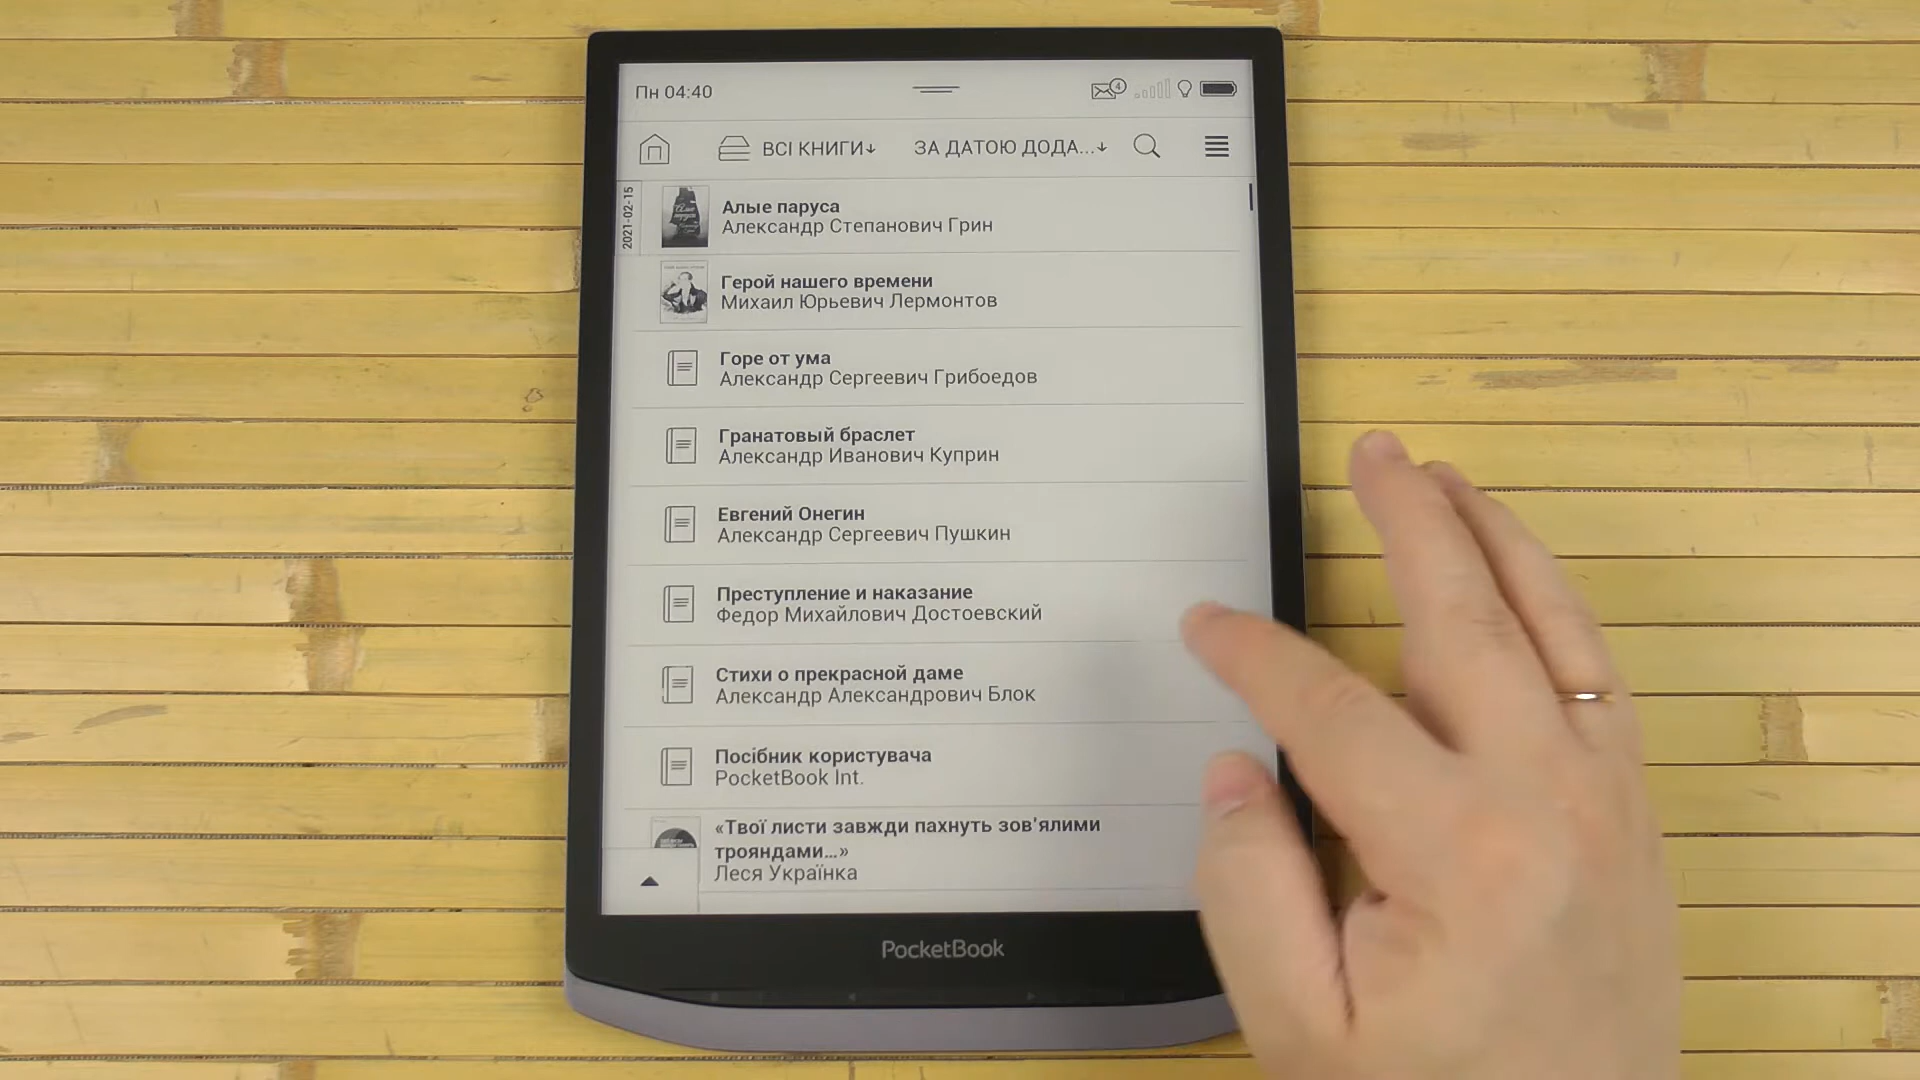 Пн 04:40
4
ВСІ КНИГИ↓
ЗА ДАТОЮ ДОДА...↓
2021-02-15
Алые паруса
Александр Степанович Грин
Герой нашего времени
Михаил Юрьевич Лермонтов
Горе от ума
Александр Сергеевич Грибоедов
Гранатовый браслет
Александр Иванович Куприн
Евгений Онегин
Александр Сергеевич Пушкин
Преступление и наказание
Федор Михайлович Достоевский
Стихи о прекрасной даме
Александр Александрович Блок
Посібник користувача
PocketBook Int.
«Твої листи завжди пахнуть зов'ялими
трояндами...»
Леся Українка
PocketBook